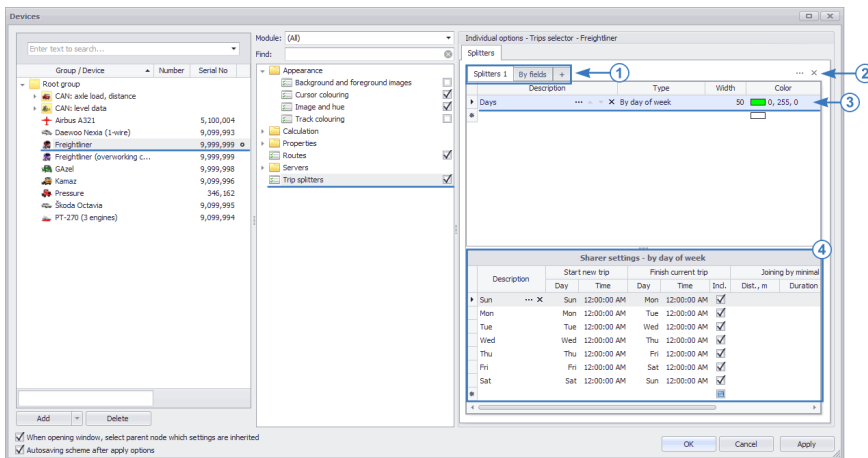 Devices
Enter text to search...
Group / Device Number Serial No
Root group
CAN: axle load, distance
CAN: level data
Airbus A321 5,100,004
Daewoo Nexia (1-wire) 9,099,993
Freightliner 9,999,999
Freightliner (overworking c... 9,999,999
GAzel 9,999,998
Kamaz 9,099,996
Pressure 346,162
Škoda Octavia 9,099,995
PT-270 (3 engines) 9,099,994
Add Delete
When opening window, select parent node which settings are inherited
Autosaving scheme after apply options
Module: (All)
Find:
Appearance
Background and foreground images
Cursor colouring
Image and hue
Track colouring
Calculation
Properties
Routes
Servers
Trip splitters
Individual options - Trips selector - Freightliner
Splitters
Splitters 1 By fields + 1
··· × 2
Description Type Width Color
Days ··· × By day of week 50 0, 255, 0 3
4
Sharer settings - by day of week
Description Start new trip Finish current trip Joining by minimal
Day Time Day Time Ind. Dist., m Duration
Sun ··· × Sun 12:00:00 AM Mon 12:00:00 AM
Mon Mon 12:00:00 AM Tue 12:00:00 AM
Tue Tue 12:00:00 AM Wed 12:00:00 AM
Wed Wed 12:00:00 AM Thu 12:00:00 AM
Thu Thu 12:00:00 AM Fri 12:00:00 AM
Fri Fri 12:00:00 AM Sat 12:00:00 AM
Sat Sat 12:00:00 AM Sun 12:00:00 AM
OK Cancel Apply